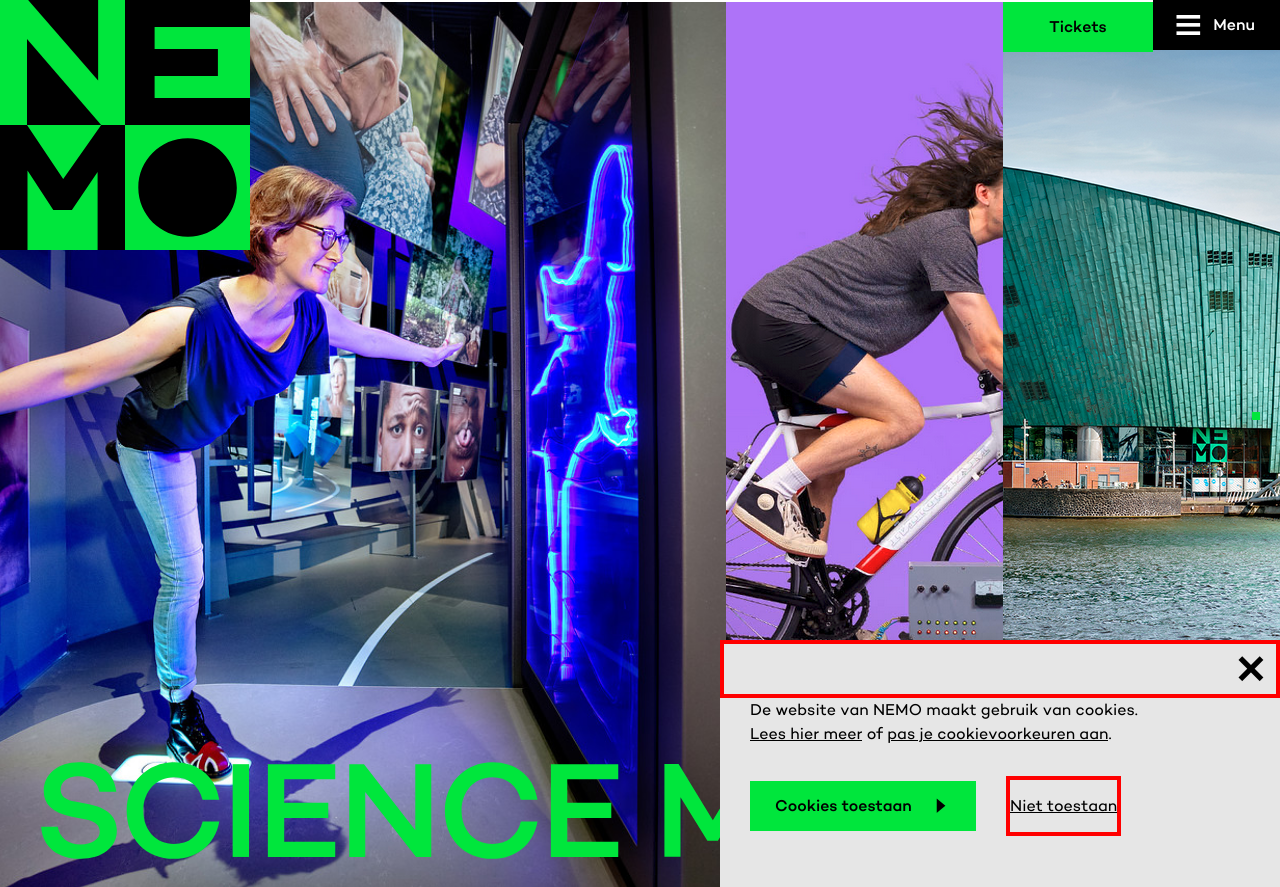 NEMO
Tickets
Menu
NEMO
De website van NEMO maakt gebruik van cookies.
Lees hier meer of pas je cookievoorkeuren aan.
Cookies toestaan
Niet toestaan
SCIENCE M